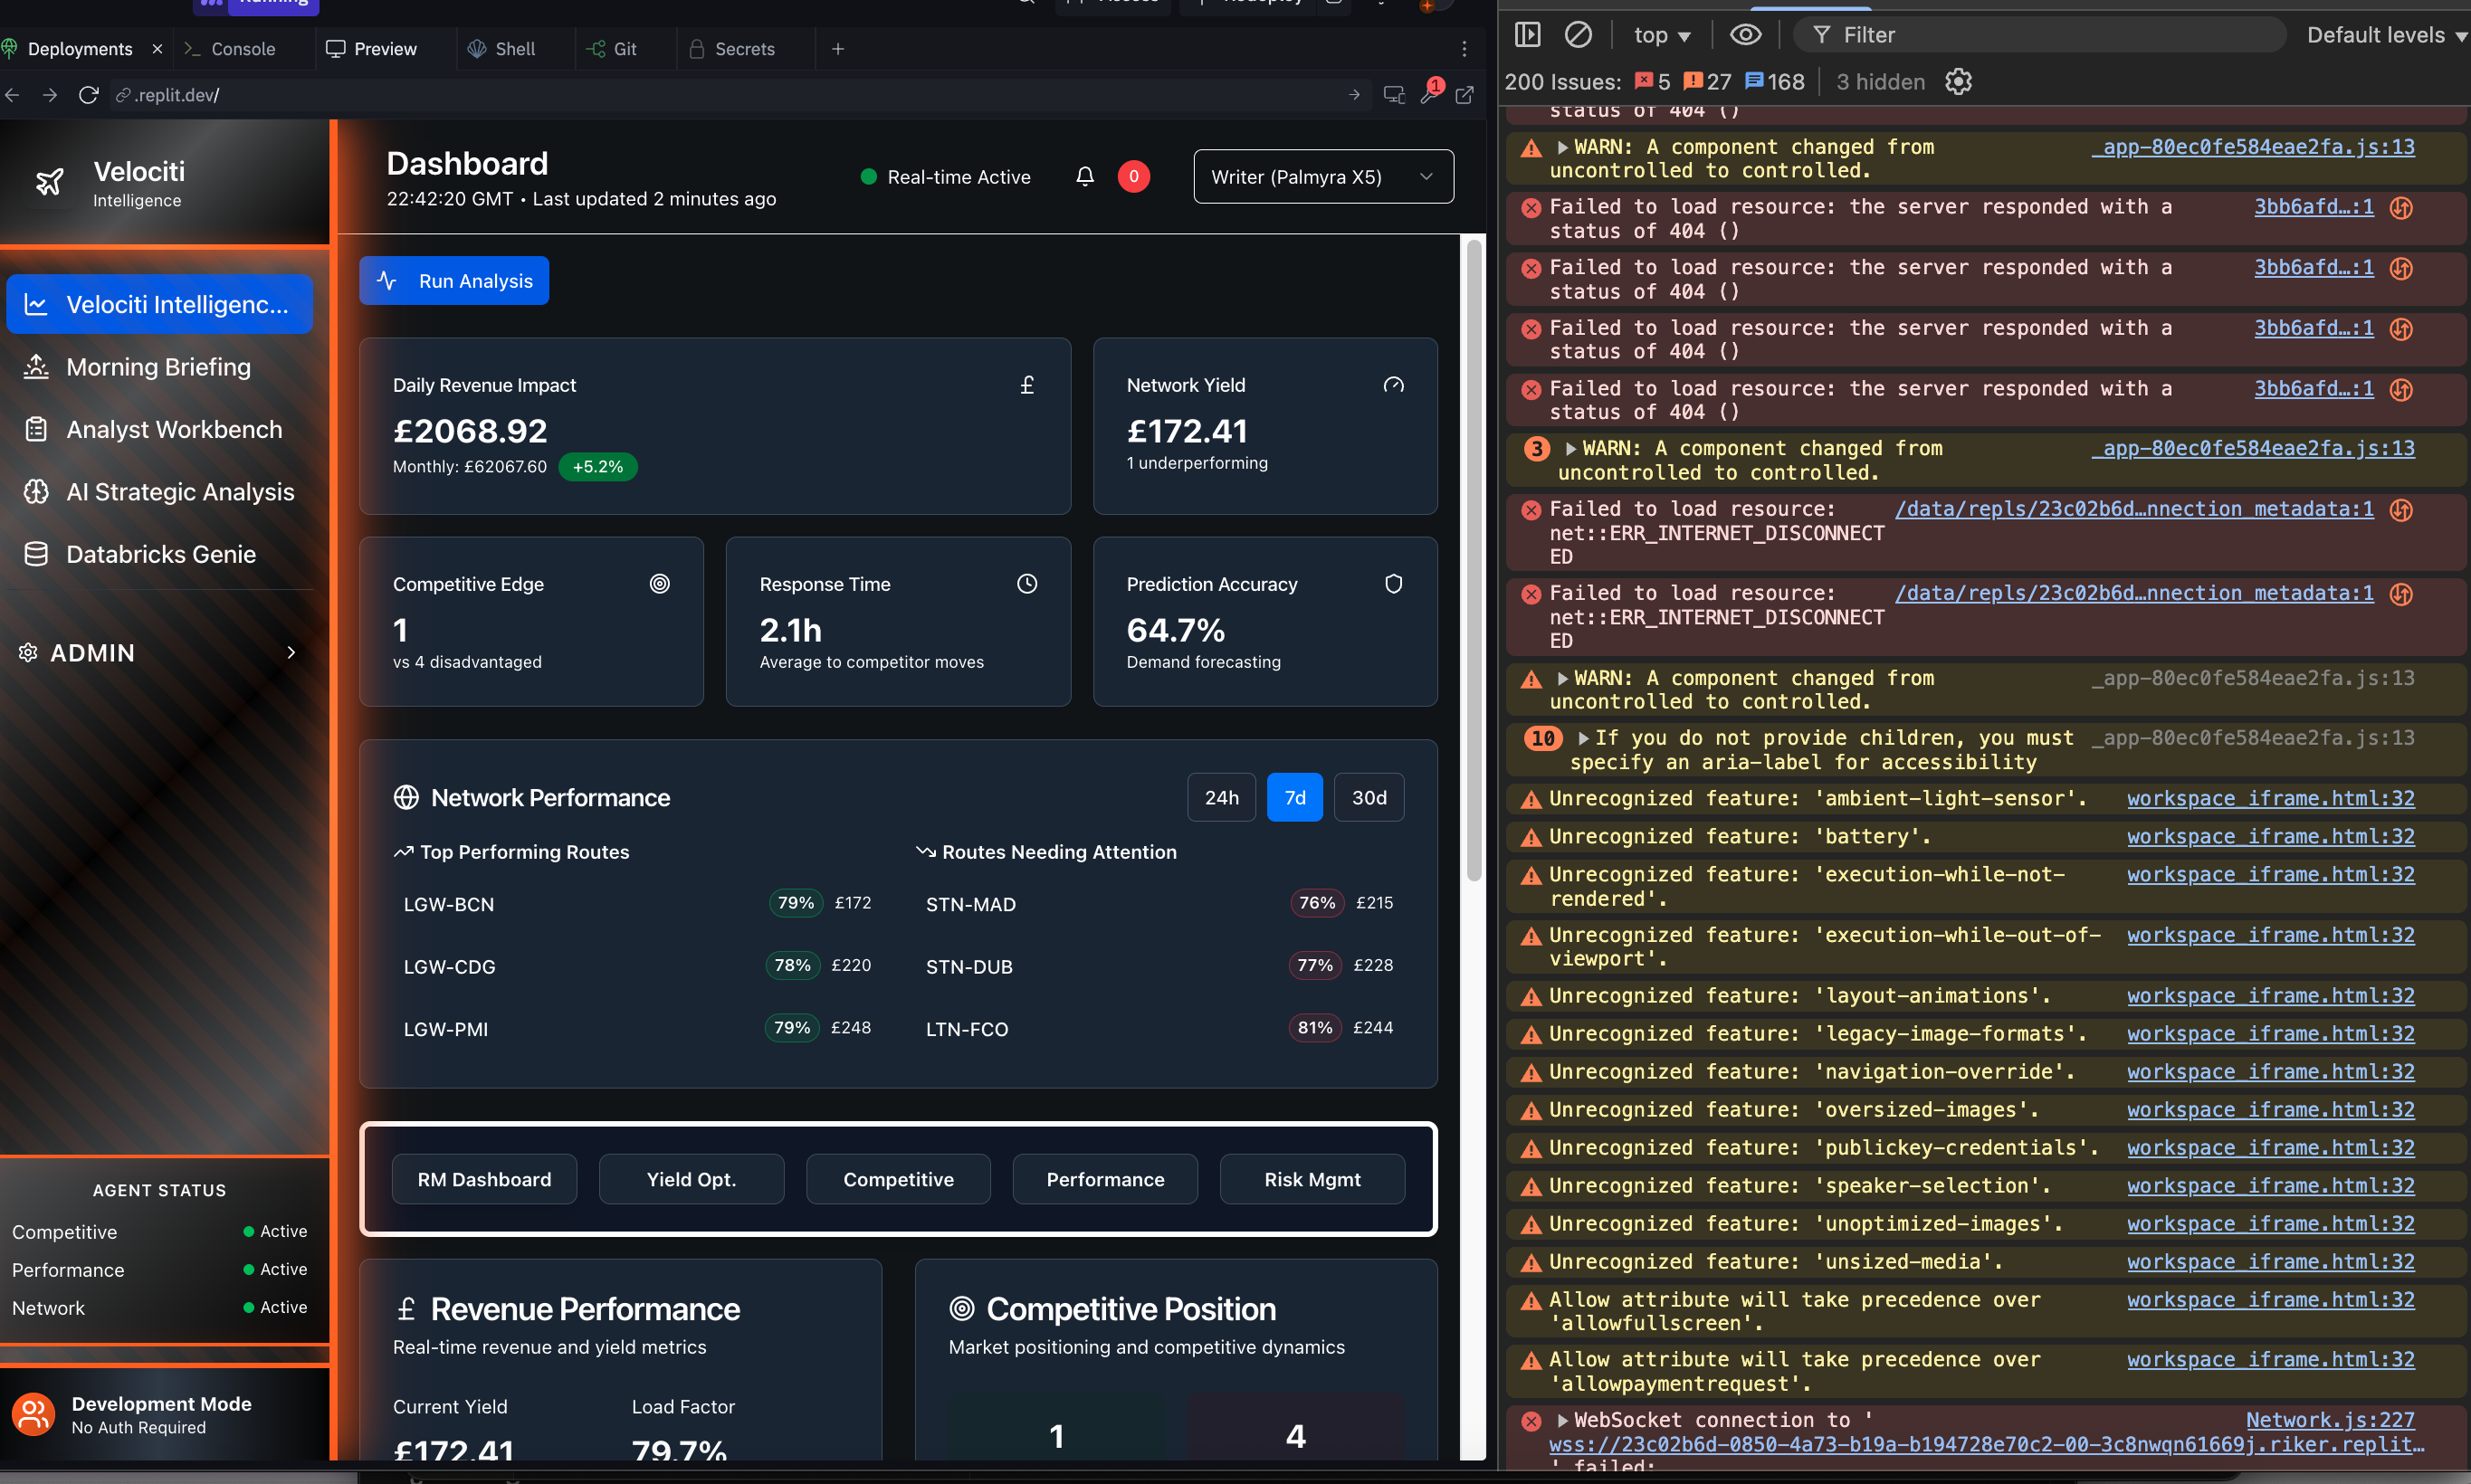 Running
Deployments
Console
Preview
Shell
Git
Secrets
.replit.dev/
1
Velociti
Intelligence
Velociti Intelligenc...
Morning Briefing
Analyst Workbench
AI Strategic Analysis
Databricks Genie
ADMIN
AGENT STATUS
Competitive Active
Performance Active
Network Active
Development Mode
No Auth Required
Dashboard
22:42:20 GMT • Last updated 2 minutes ago
Real-time Active
0
Writer (Palmyra X5)
Run Analysis
Daily Revenue Impact £
£2068.92
Monthly: £62067.60 +5.2%
Network Yield
£172.41
1 underperforming
Competitive Edge
1
vs 4 disadvantaged
Response Time
2.1h
Average to competitor moves
Prediction Accuracy
64.7%
Demand forecasting
Network Performance
24h 7d 30d
Top Performing Routes
LGW-BCN 79% £172
LGW-CDG 78% £220
LGW-PMI 79% £248
Routes Needing Attention
STN-MAD 76% £215
STN-DUB 77% £228
LTN-FCO 81% £244
RM Dashboard
Yield Opt.
Competitive
Performance
Risk Mgmt
£ Revenue Performance
Real-time revenue and yield metrics
Current Yield Load Factor
£172.41 79.7%
Competitive Position
Market positioning and competitive dynamics
1 4
top
Filter
Default levels
200 Issues: 5 27 168 3 hidden
status of 404 ()
WARN: A component changed from _app-80ec0fe584eae2fa.js:13
uncontrolled to controlled.
Failed to load resource: the server responded with a 3bb6afd…:1
status of 404 ()
Failed to load resource: the server responded with a 3bb6afd…:1
status of 404 ()
Failed to load resource: the server responded with a 3bb6afd…:1
status of 404 ()
Failed to load resource: the server responded with a 3bb6afd…:1
status of 404 ()
3 WARN: A component changed from _app-80ec0fe584eae2fa.js:13
uncontrolled to controlled.
Failed to load resource: /data/repls/23c02b6d…nnection_metadata:1
net::ERR_INTERNET_DISCONNECT
ED
Failed to load resource: /data/repls/23c02b6d…nnection_metadata:1
net::ERR_INTERNET_DISCONNECT
ED
WARN: A component changed from _app-80ec0fe584eae2fa.js:13
uncontrolled to controlled.
10 If you do not provide children, you must _app-80ec0fe584eae2fa.js:13
specify an aria-label for accessibility
Unrecognized feature: 'ambient-light-sensor'. workspace_iframe.html:32
Unrecognized feature: 'battery'. workspace_iframe.html:32
Unrecognized feature: 'execution-while-not- workspace_iframe.html:32
rendered'.
Unrecognized feature: 'execution-while-out-of- workspace_iframe.html:32
viewport'.
Unrecognized feature: 'layout-animations'. workspace_iframe.html:32
Unrecognized feature: 'legacy-image-formats'. workspace_iframe.html:32
Unrecognized feature: 'navigation-override'. workspace_iframe.html:32
Unrecognized feature: 'oversized-images'. workspace_iframe.html:32
Unrecognized feature: 'publickey-credentials'. workspace_iframe.html:32
Unrecognized feature: 'speaker-selection'. workspace_iframe.html:32
Unrecognized feature: 'unoptimized-images'. workspace_iframe.html:32
Unrecognized feature: 'unsized-media'. workspace_iframe.html:32
Allow attribute will take precedence over workspace_iframe.html:32
'allowfullscreen'.
Allow attribute will take precedence over workspace_iframe.html:32
'allowpaymentrequest'.
WebSocket connection to ' Network.js:227
wss://23c02b6d-0850-4a73-b19a-b194728e70c2-00-3c8nwqn61669j.riker.replit…
' failed: